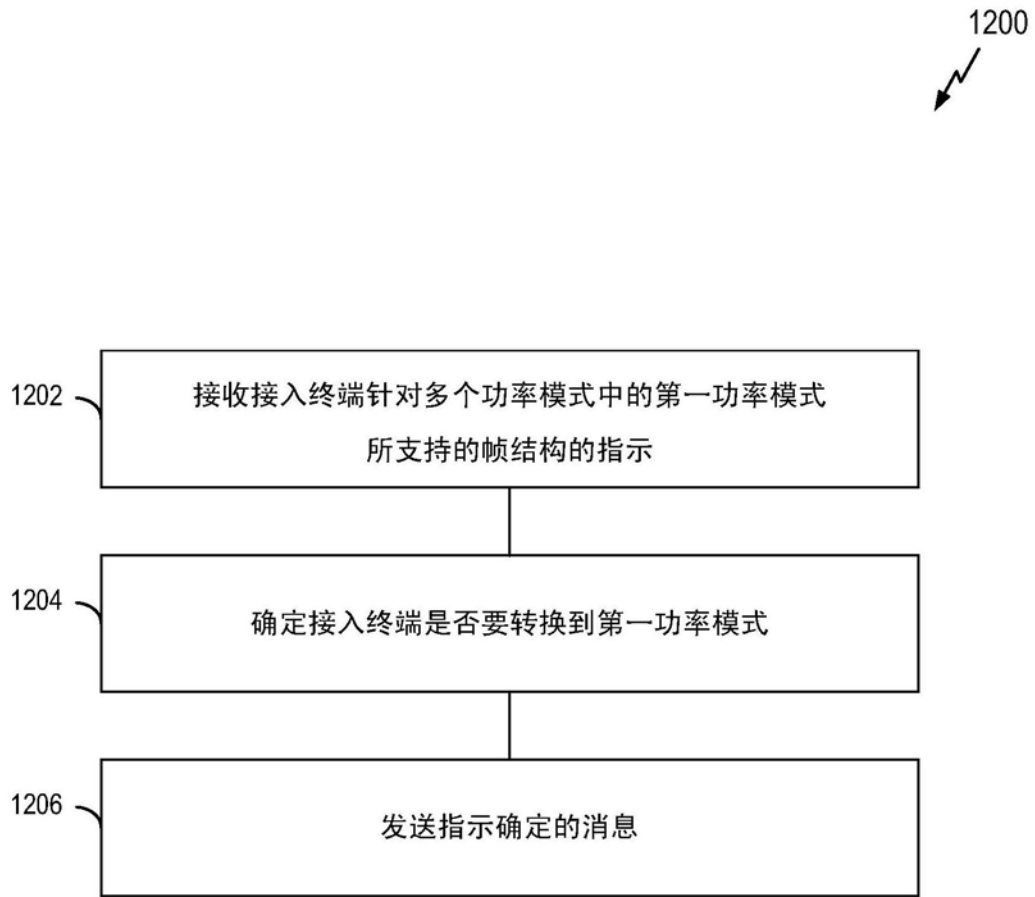 1200
1202
接收接入终端针对多个功率模式中的第一功率模式
所支持的帧结构的指示
1204
确定接入终端是否要转换到第一功率模式
1206
发送指示确定的消息